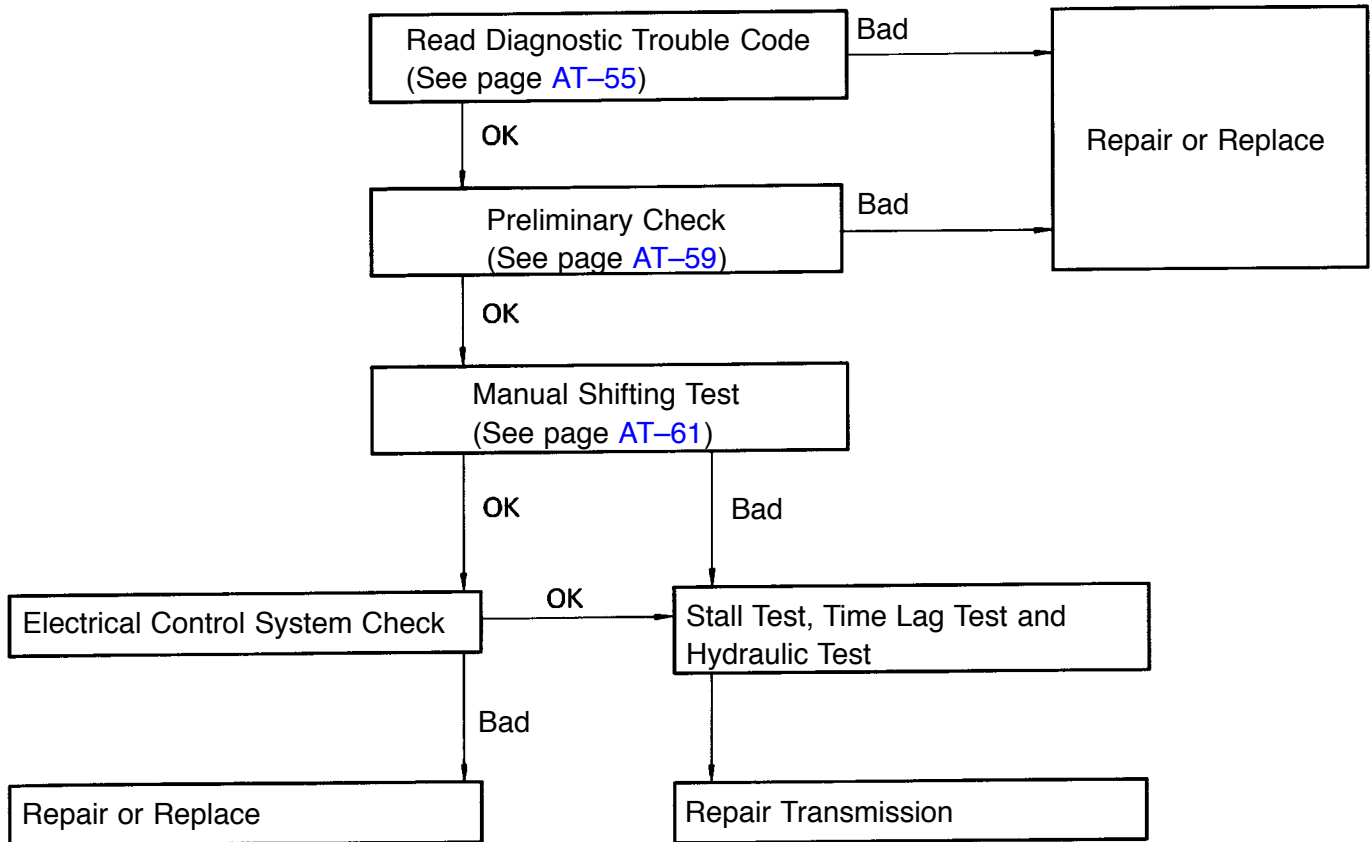 Read Diagnostic Trouble Code
(See page AT–55)
Bad
Repair or Replace
OK
Preliminary Check
(See page AT–59)
Bad
OK
Manual Shifting Test
(See page AT–61)
OK
Bad
Electrical Control System Check
OK
Stall Test, Time Lag Test and
Hydraulic Test
Bad
Repair or Replace
Repair Transmission